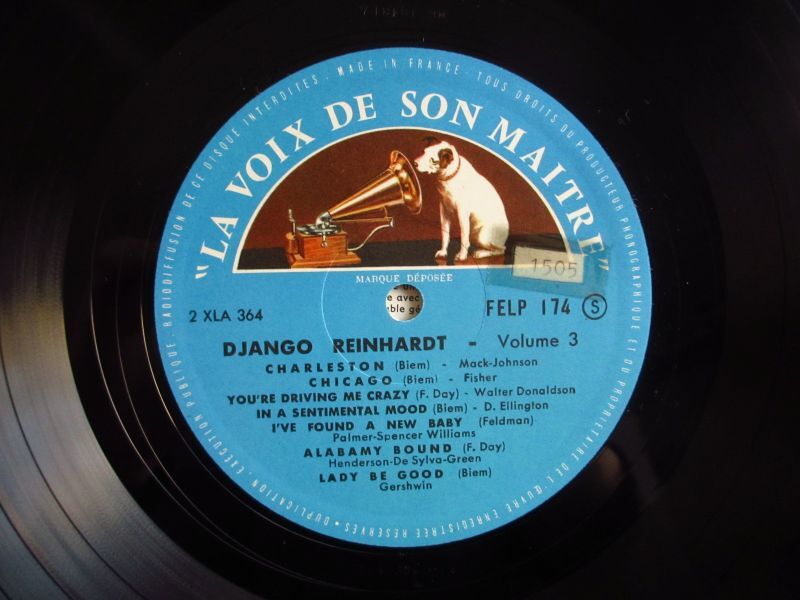 MADE IN FRANCE · TOUS DROITS DU PRODUCTEUR PHONOGRAPHIQUE ET DU PROPRIETAIRE DE L'ŒUVRE ENREGISTREE RESERVES · DUPLICATION, EXECUTION PUBLIQUE, RADIODIFFUSION DE CE DISQUE INTERDITES ·
"LA VOIX DE SON MAITRE"
1505
MARQUE DÉPOSÉE
e avec
ble gé
2 XLA 364
FELP 174 S
DJANGO REINHARDT - Volume 3
CHARLESTON (Biem) - Mack-Johnson
CHICAGO (Biem) - Fisher
YOU'RE DRIVING ME CRAZY (F. Day) - Walter Donaldson
IN A SENTIMENTAL MOOD (Biem) - D. Ellington
I'VE FOUND A NEW BABY (Feldman)
Palmer-Spencer Williams
ALABAMY BOUND (F. Day)
Henderson-De Sylva-Green
LADY BE GOOD (Biem)
Gershwin